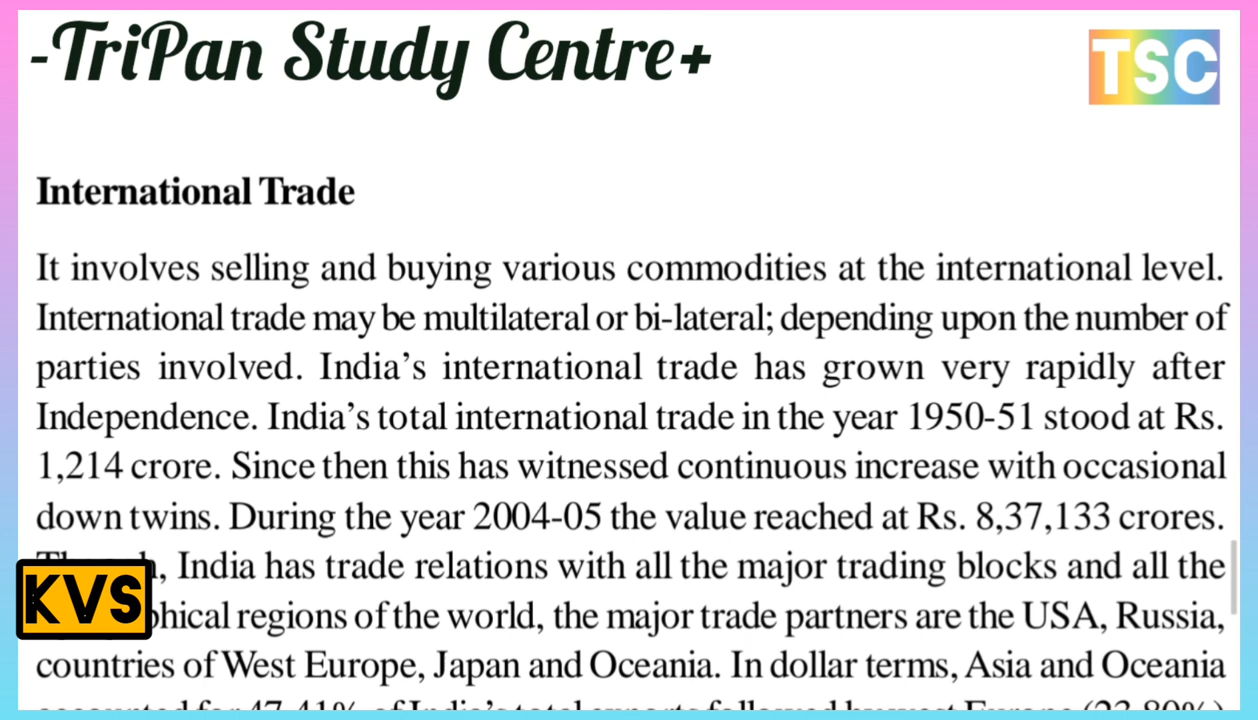 -TriPan Study Centre+
TSC
International Trade
It involves selling and buying various commodities at the international level.
International trade may be multilateral or bi-lateral; depending upon the number of
parties involved. India's international trade has grown very rapidly after
Independence. India's total international trade in the year 1950-51 stood at Rs.
1,214 crore. Since then this has witnessed continuous increase with occasional
down twins. During the year 2004-05 the value reached at Rs. 8,37,133 crores.
India has trade relations with all the major trading blocks and all the
KVS
regions of the world, the major trade partners are the USA, Russia,
countries of West Europe, Japan and Oceania. In dollar terms, Asia and Oceania